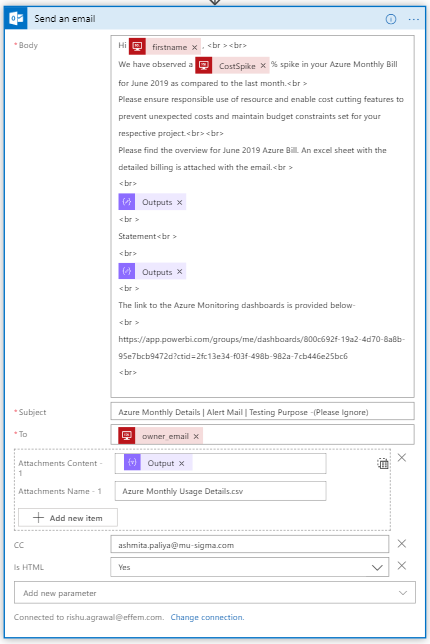 Send an email
* Body
Hi firstname × , <br ><br>
We have observed a CostSpike × % spike in your Azure Monthly Bill
for June 2019 as compared to the last month.<br >
Please ensure responsible use of resource and enable cost cutting features to
prevent unexpected costs and maintain budget constraints set for your
respective project.<br><br>
Please find the overview for June 2019 Azure Bill. An excel sheet with the
detailed billing is attached with the email.<br >
<br>
Outputs ×
<br >
Statement<br >
<br>
Outputs ×
<br >
The link to the Azure Monitoring dashboards is provided below-
<br >
https://app.powerbi.com/groups/me/dashboards/800c692f-19a2-4d70-8a8b-
95e7bcb9472d?ctid=2fc13e34-f03f-498b-982a-7cb446e25bc6
<br>
* Subject
Azure Monthly Details | Alert Mail | Testing Purpose -(Please Ignore)
* To
owner_email ×
Attachments Content -
1
Output ×
Attachments Name - 1
Azure Monthly Usage Details.csv
+ Add new item
CC
ashmita.paliya@mu-sigma.com
Is HTML
Yes
Add new parameter
Connected to rishu.agrawal@effem.com. Change connection.